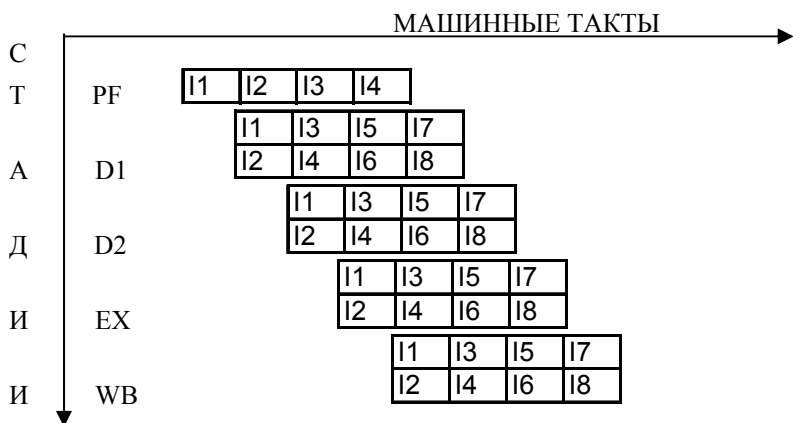 МАШИННЫЕ ТАКТЫ
С
Т PF I1 I2 I3 I4
I1 I3 I5 I7
А D1 I2 I4 I6 I8
I1 I3 I5 I7
Д D2 I2 I4 I6 I8
I1 I3 I5 I7
И EX I2 I4 I6 I8
I1 I3 I5 I7
И WB I2 I4 I6 I8